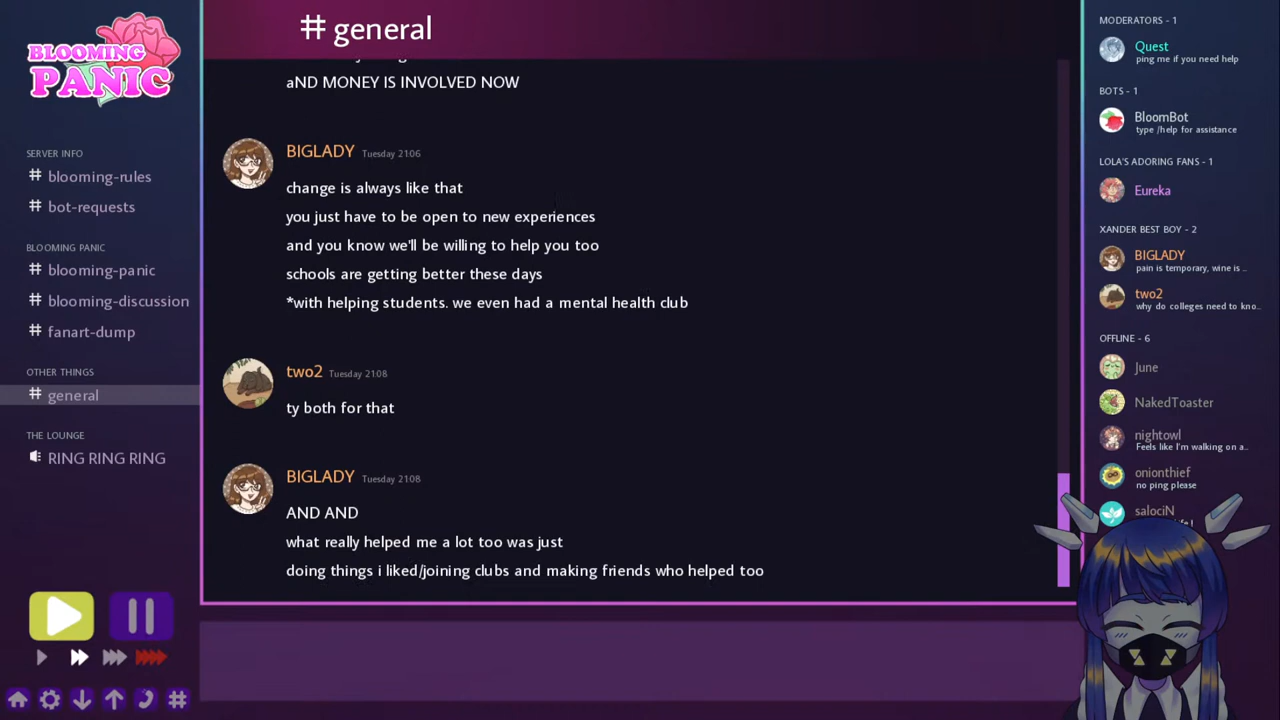 BLOOMING
PANIC
SERVER INFO
# blooming-rules
# bot-requests
BLOOMING PANIC
# blooming-panic
# blooming-discussion
# fanart-dump
OTHER THINGS
# general
THE LOUNGE
RING RING RING
# general
aND MONEY IS INVOLVED NOW
BIGLADY Tuesday 21:06
change is always like that
you just have to be open to new experiences
and you know we'll be willing to help you too
schools are getting better these days
*with helping students. we even had a mental health club
two2 Tuesday 21:08
ty both for that
BIGLADY Tuesday 21:08
AND AND
what really helped me a lot too was just
doing things i liked/joining clubs and making friends who helped too
MODERATORS - 1
Quest
ping me if you need help
BOTS - 1
BloomBot
type /help for assistance
LOLA'S ADORING FANS - 1
Eureka
XANDER BEST BOY - 2
BIGLADY
pain is temporary, wine is ..
two2
why do colleges need to kno..
OFFLINE - 6
June
NakedToaster
nightowl
Feels like I'm walking on a..
onionthief
no ping please
salociN